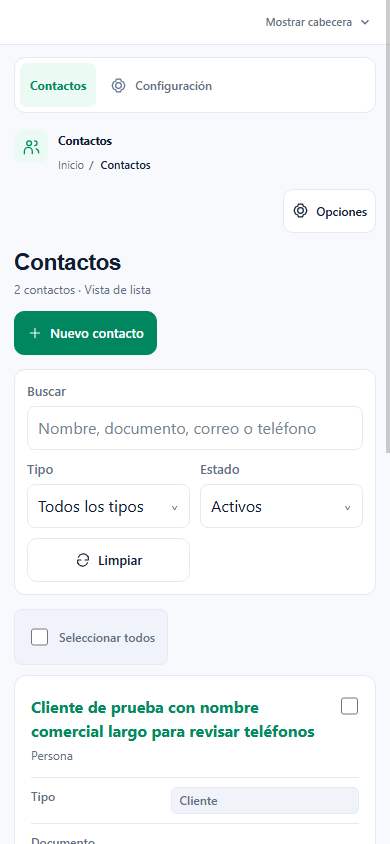 Mostrar cabecera
Contactos
Configuración
Contactos
Inicio / Contactos
Opciones
Contactos
2 contactos · Vista de lista
+ Nuevo contacto
Buscar
Nombre, documento, correo o teléfono
Tipo
Estado
Todos los tipos
Activos
Limpiar
Seleccionar todos
Cliente de prueba con nombre
comercial largo para revisar teléfonos
Persona
Tipo
Cliente
Documento